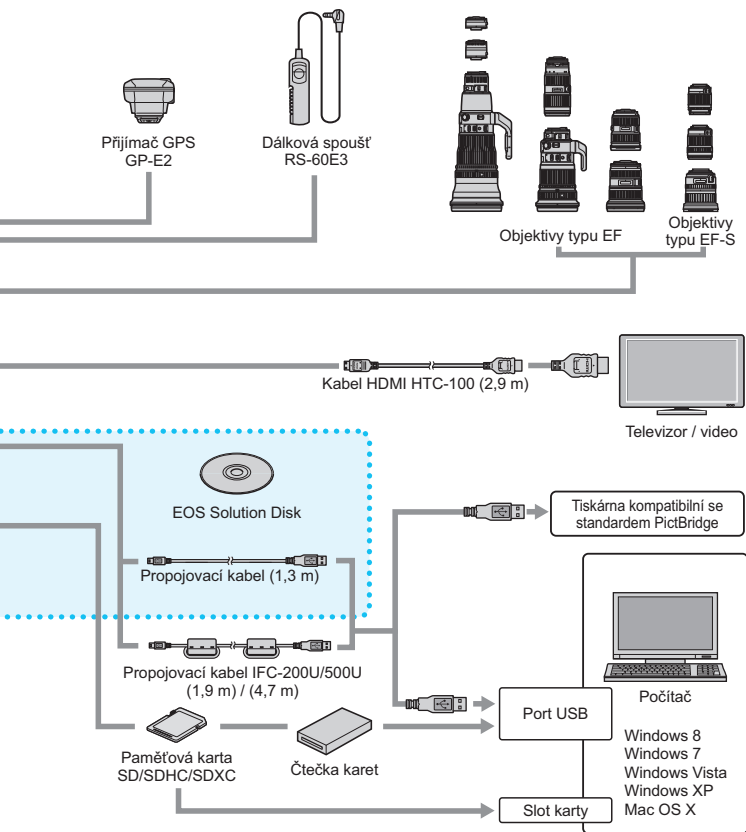 Přijímač GPS
GP-E2
Dálková spoušť
RS-60E3
Objektivy typu EF
Objektivy
typu EF-S
Kabel HDMI HTC-100 (2,9 m)
Televizor / video
EOS Solution Disk
Tiskárna kompatibilní se
standardem PictBridge
Propojovací kabel (1,3 m)
Propojovací kabel IFC-200U/500U
(1,9 m) / (4,7 m)
Port USB
Počítač
Windows 8
Windows 7
Windows Vista
Windows XP
Mac OS X
Paměťová karta
SD/SDHC/SDXC
Čtečka karet
Slot karty